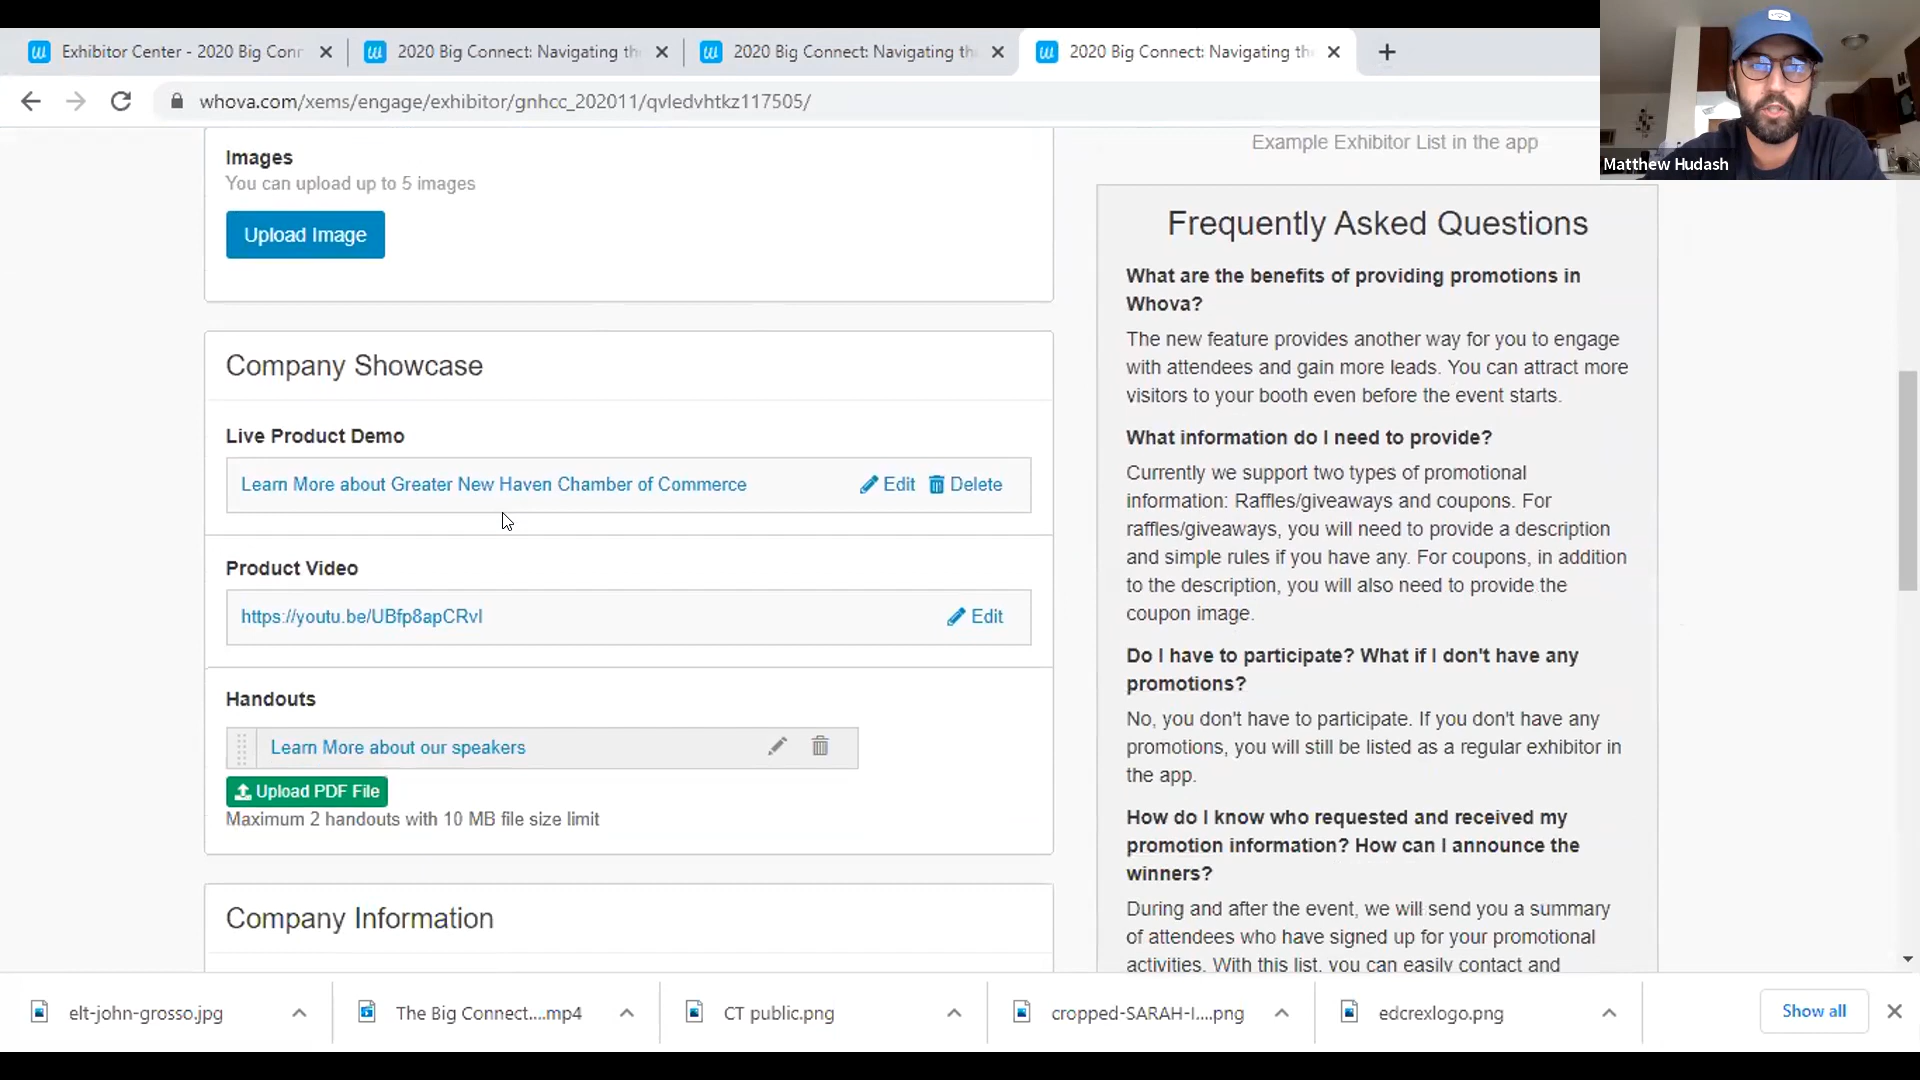 Exhibitor Center - 2020 Big Conn
2020 Big Connect: Navigating th
2020 Big Connect: Navigating th
2020 Big Connect: Navigating th
whova.com/xems/engage/exhibitor/gnhcc_202011/qvledvhtkz117505/
Matthew Hudash
Images
You can upload up to 5 images
Upload Image
Company Showcase
Live Product Demo
Learn More about Greater New Haven Chamber of Commerce
Edit
Delete
Product Video
https://youtu.be/UBfp8apCRvI
Edit
Handouts
Learn More about our speakers
Upload PDF File
Maximum 2 handouts with 10 MB file size limit
Company Information
Example Exhibitor List in the app
Frequently Asked Questions
What are the benefits of providing promotions in
Whova?
The new feature provides another way for you to engage
with attendees and gain more leads. You can attract more
visitors to your booth even before the event starts.
What information do I need to provide?
Currently we support two types of promotional
information: Raffles/giveaways and coupons. For
raffles/giveaways, you will need to provide a description
and simple rules if you have any. For coupons, in addition
to the description, you will also need to provide the
coupon image.
Do I have to participate? What if I don't have any
promotions?
No, you don't have to participate. If you don't have any
promotions, you will still be listed as a regular exhibitor in
the app.
How do I know who requested and received my
promotion information? How can I announce the
winners?
During and after the event, we will send you a summary
of attendees who have signed up for your promotional
activities. With this list, you can easily contact and
elt-john-grosso.jpg
The Big Connect....mp4
CT public.png
cropped-SARAH-I....png
edcrexlogo.png
Show all